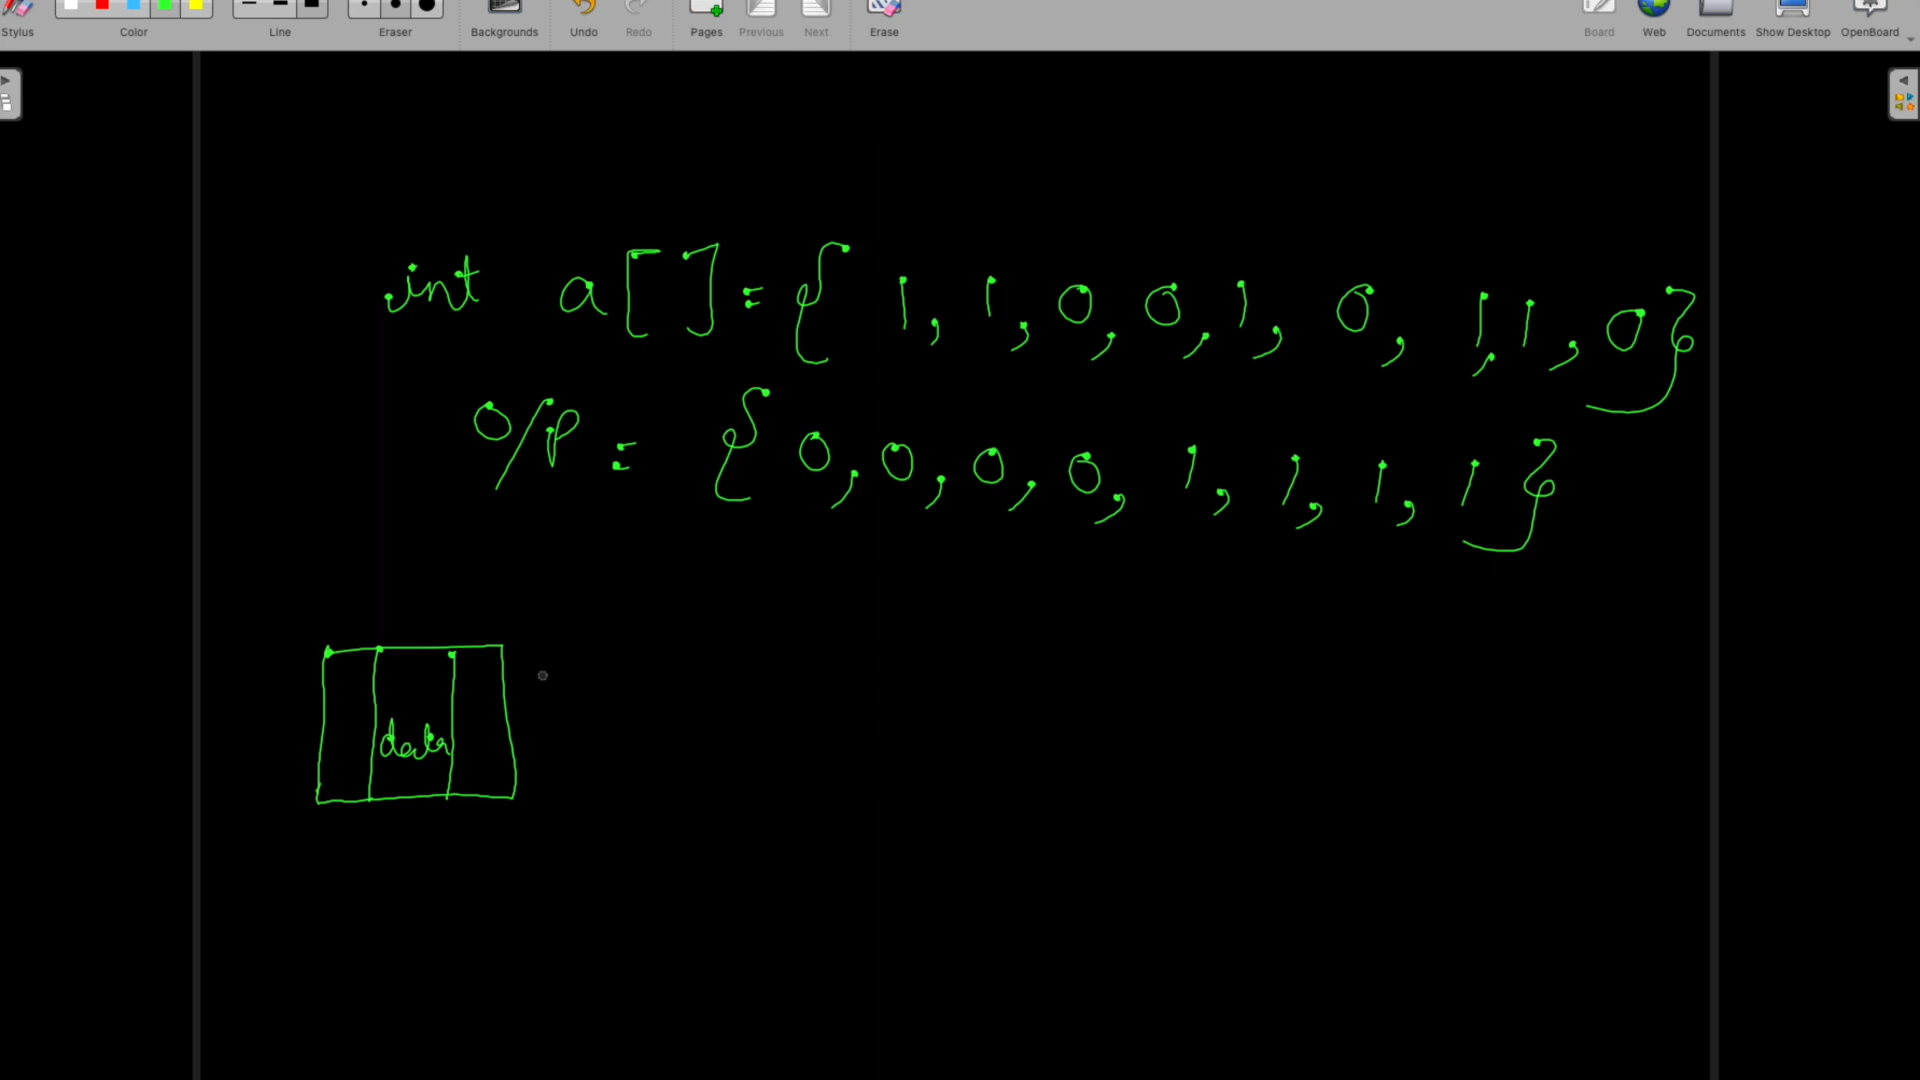 Stylus Color Line Eraser Backgrounds Undo Redo Pages Previous Next Erase Board Web Documents Show Desktop OpenBoard
int a[] = { 1, 1, 0, 0, 1, 0, 1, 1, 0}
O/P = { 0, 0, 0, 0, 1, 1, 1, 1 }
data